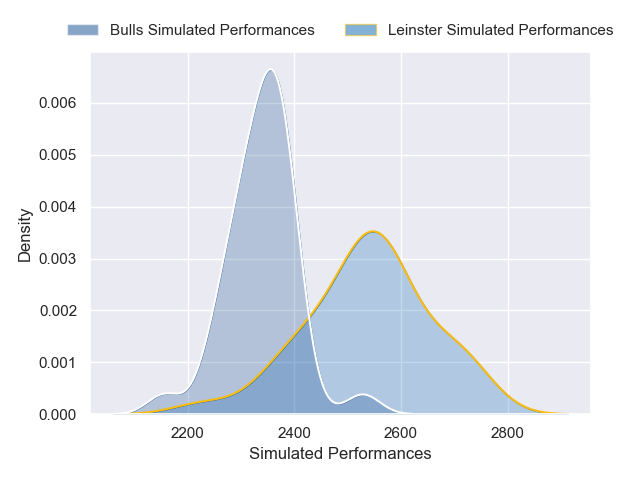 Bulls Simulated Performances Leinster Simulated Performances
0.006
0.005
0.004
0.003
0.002
0.001
0.000
Density
2200 2400 2600 2800
Simulated Performances